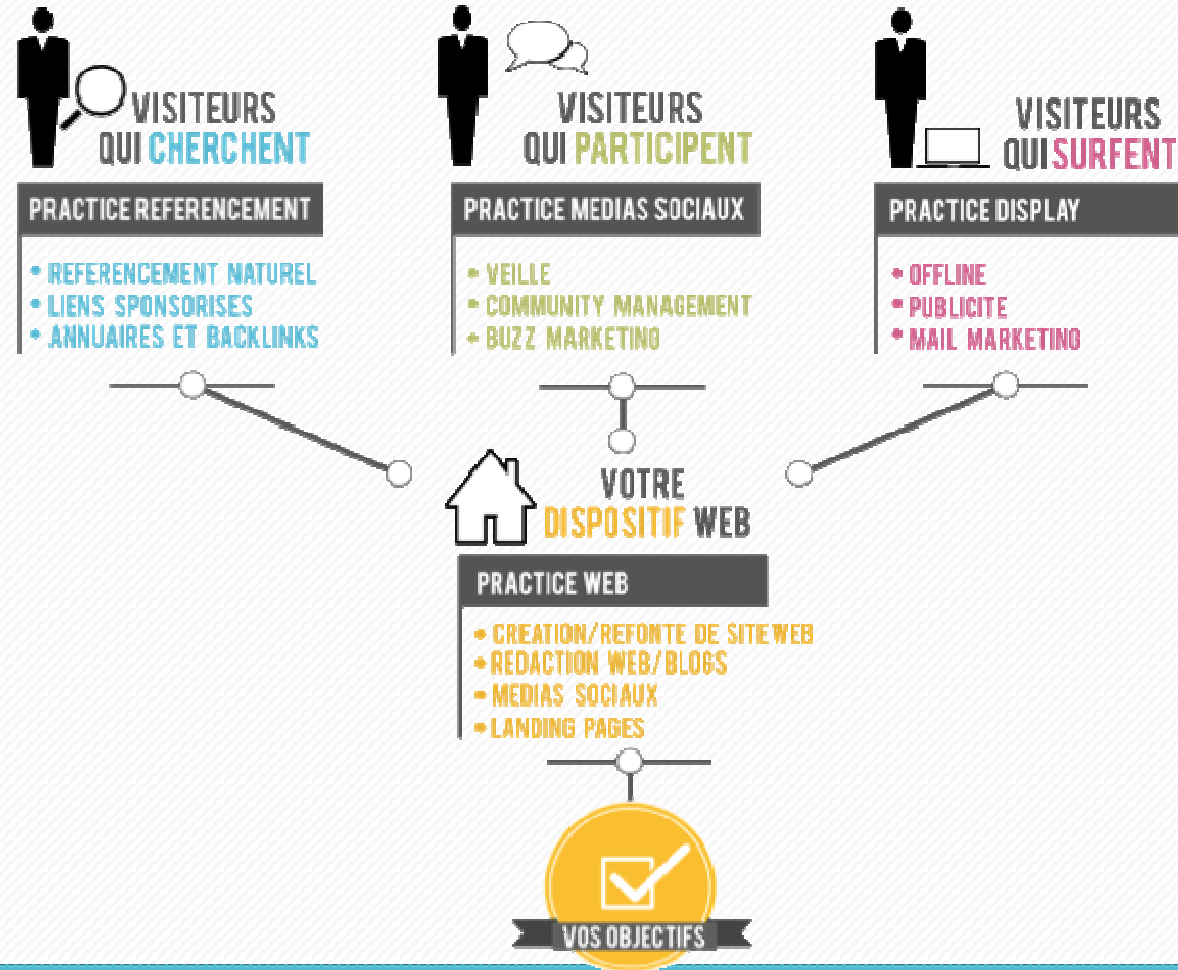 VISITEURS
QUI CHERCHENT
PRACTICE REFERENCEMENT
• REFERENCEMENT NATUREL
• LIENS SPONSORISES
• ANNUAIRES ET BACKLINKS
VISITEURS
QUI PARTICIPENT
PRACTICE MEDIAS SOCIAUX
• VEILLE
• COMMUNITY MANAGEMENT
• BUZZ MARKETING
VISITEURS
QUI SURFENT
PRACTICE DISPLAY
• OFFLINE
• PUBLICITE
• MAIL MARKETING
VOTRE
DISPOSITIF WEB
PRACTICE WEB
• CREATION/REFONTE DE SITE WEB
• REDACTION WEB/BLOGS
• MEDIAS SOCIAUX
• LANDING PAGES
VOS OBJECTIFS